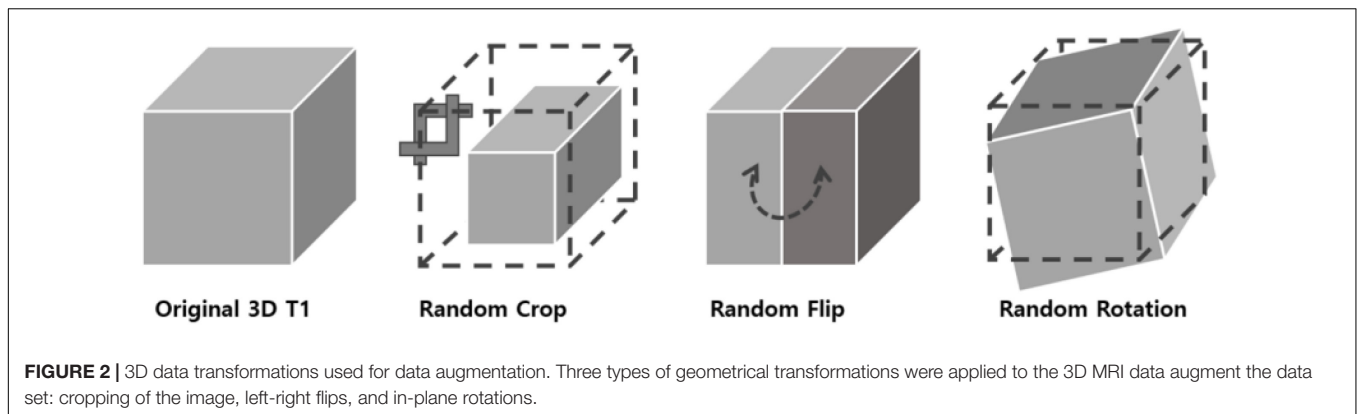 Original 3D T1 Random Crop Random Flip Random Rotation
FIGURE 2 | 3D data transformations used for data augmentation. Three types of geometrical transformations were applied to the 3D MRI data augment the data
set: cropping of the image, left-right flips, and in-plane rotations.